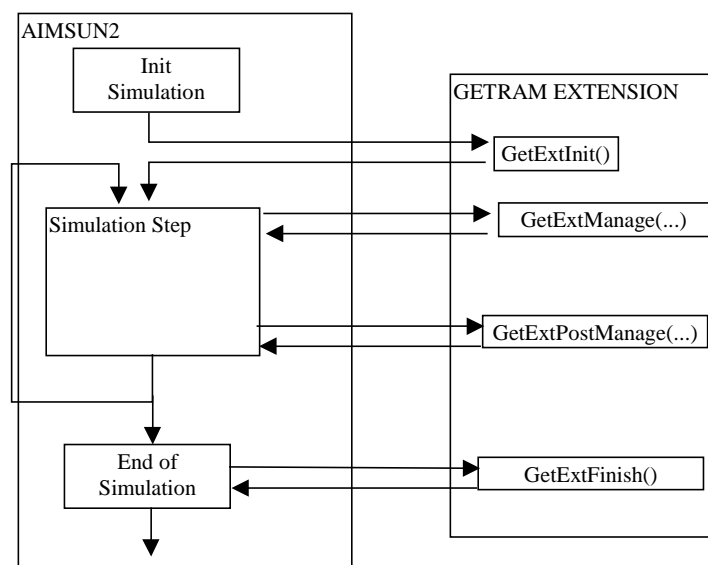 AIMSUN2
Init
Simulation
GETRAM EXTENSION
GetExtInit()
Simulation Step
GetExtManage(...)
GetExtPostManage(...)
End of
Simulation
GetExtFinish()